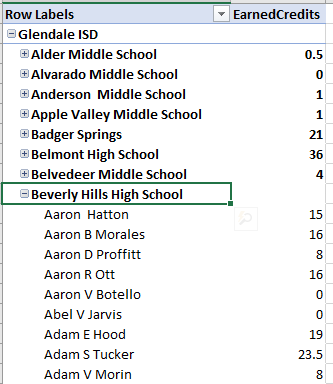 Row Labels EarnedCredits
Glendale ISD
Alder Middle School 0.5
Alvarado Middle School 0
Anderson  Middle School 1
Apple Valley Middle School 1
Badger Springs 21
Belmont High School 36
Belvedeer Middle School 4
Beverly Hills High School
Aaron  Hatton 15
Aaron B Morales 16
Aaron D Proffitt 8
Aaron R Ott 16
Aaron V Botello 0
Abel V Jarvis 0
Adam E Hood 19
Adam S Tucker 23.5
Adam V Morin 8